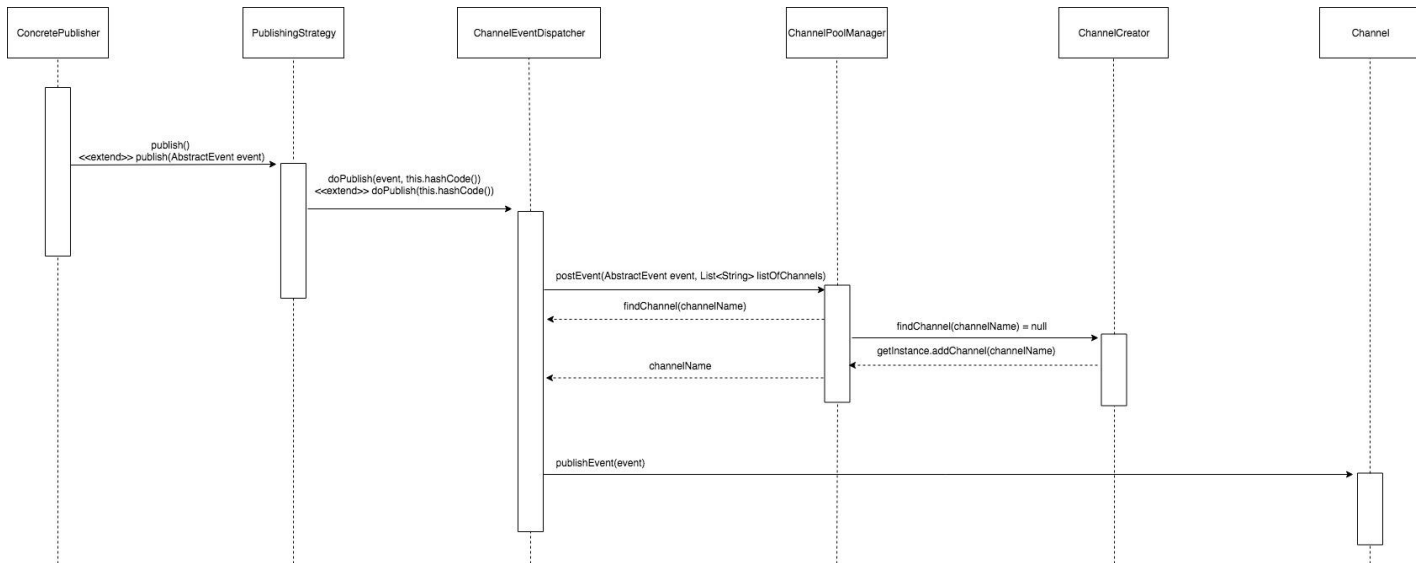 ConcretePublisher
PublishingStrategy
ChannelEventDispatcher
ChannelPoolManager
ChannelCreator
Channel
publish()
<<extend>> publish(AbstractEvent event)
doPublish(event, this.hashCode())
<<extend>> doPublish(this.hashCode())
postEvent(AbstractEvent event, List<String> listOfChannels)
findChannel(channelName)
findChannel(channelName) = null
getInstance.addChannel(channelName)
channelName
publishEvent(event)